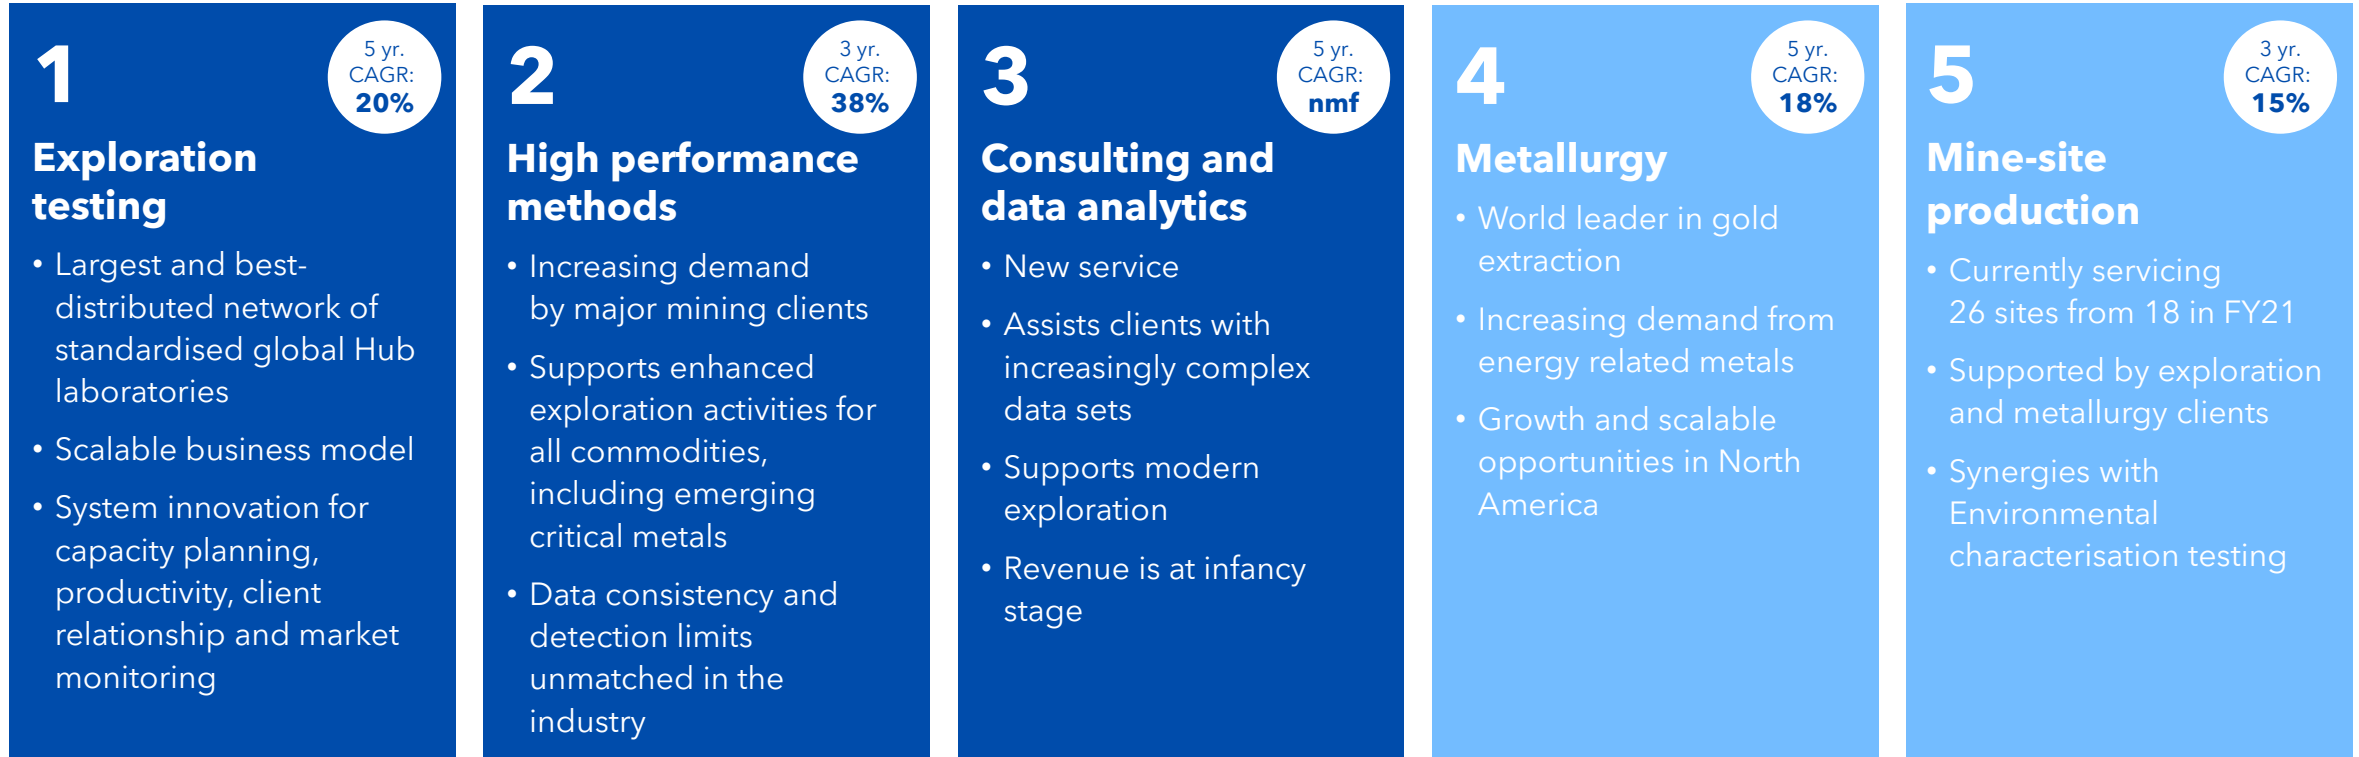 1
5 yr.
CAGR:
20%
Exploration
testing
• Largest and best-
distributed network of
standardised global Hub
laboratories
• Scalable business model
• System innovation for
capacity planning,
productivity, client
relationship and market
monitoring
2
3 yr.
CAGR:
38%
High performance
methods
• Increasing demand
by major mining clients
• Supports enhanced
exploration activities for
all commodities,
including emerging
critical metals
• Data consistency and
detection limits
unmatched in the
industry
3
5 yr.
CAGR:
nmf
Consulting and
data analytics
• New service
• Assists clients with
increasingly complex
data sets
• Supports modern
exploration
• Revenue is at infancy
stage
4
5 yr.
CAGR:
18%
Metallurgy
• World leader in gold
extraction
• Increasing demand from
energy related metals
• Growth and scalable
opportunities in North
America
5
3 yr.
CAGR:
15%
Mine-site
production
• Currently servicing
26 sites from 18 in FY21
• Supported by exploration
and metallurgy clients
• Synergies with
Environmental
characterisation testing